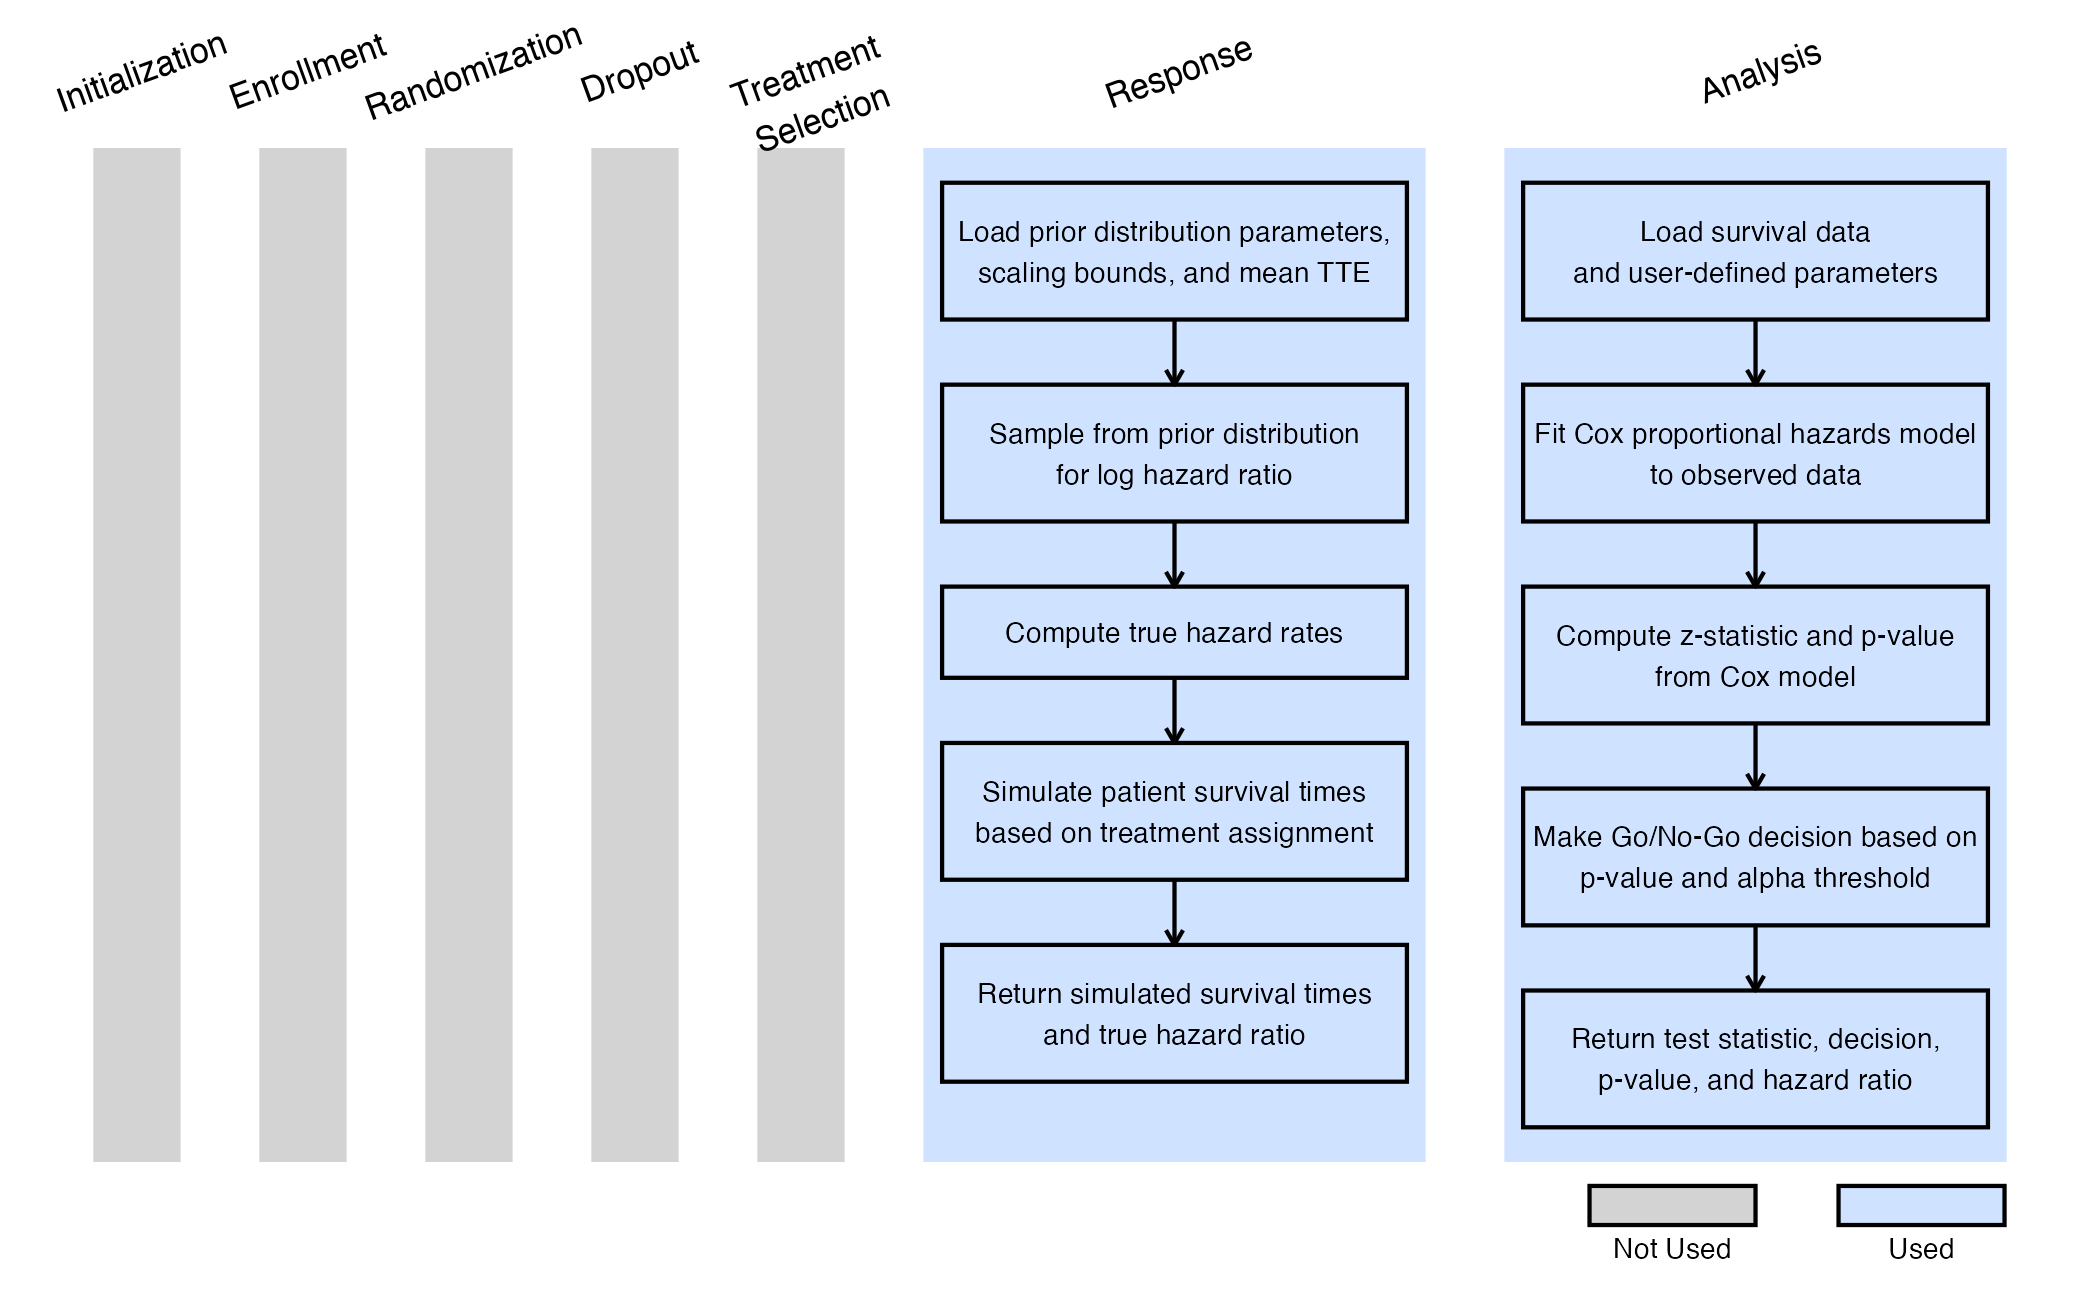 Initialization
Enrollment
Randomization
Dropout
Treatment
Selection
Response
Analysis
Load prior distribution parameters,
scaling bounds, and mean TTE
Sample from prior distribution
for log hazard ratio
Compute true hazard rates
Simulate patient survival times
based on treatment assignment
Return simulated survival times
and true hazard ratio
Load survival data
and user-defined parameters
Fit Cox proportional hazards model
to observed data
Compute z-statistic and p-value
from Cox model
Make Go/No-Go decision based on
p-value and alpha threshold
Return test statistic, decision,
p-value, and hazard ratio
Not Used
Used